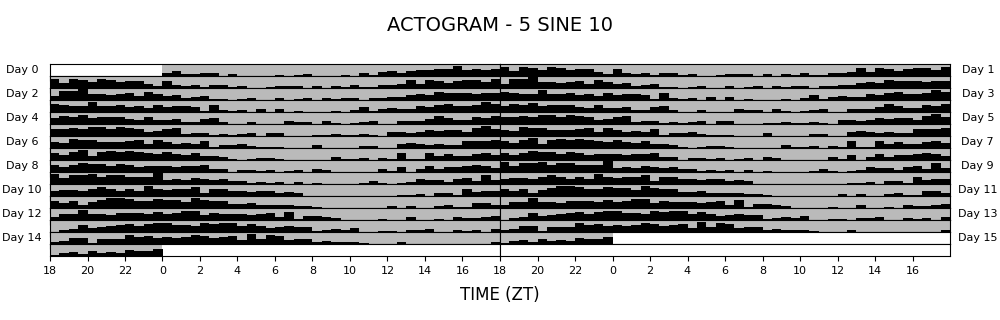 ACTOGRAM - 5 SINE 10
Day 0
Day 1
Day 2
Day 3
Day 4
Day 5
Day 6
Day 7
Day 8
Day 9
Day 10
Day 11
Day 12
Day 13
Day 14
Day 15
18 20 22 0 2 4 6 8 10 12 14 16 18 20 22 0 2 4 6 8 10 12 14 16
TIME (ZT)